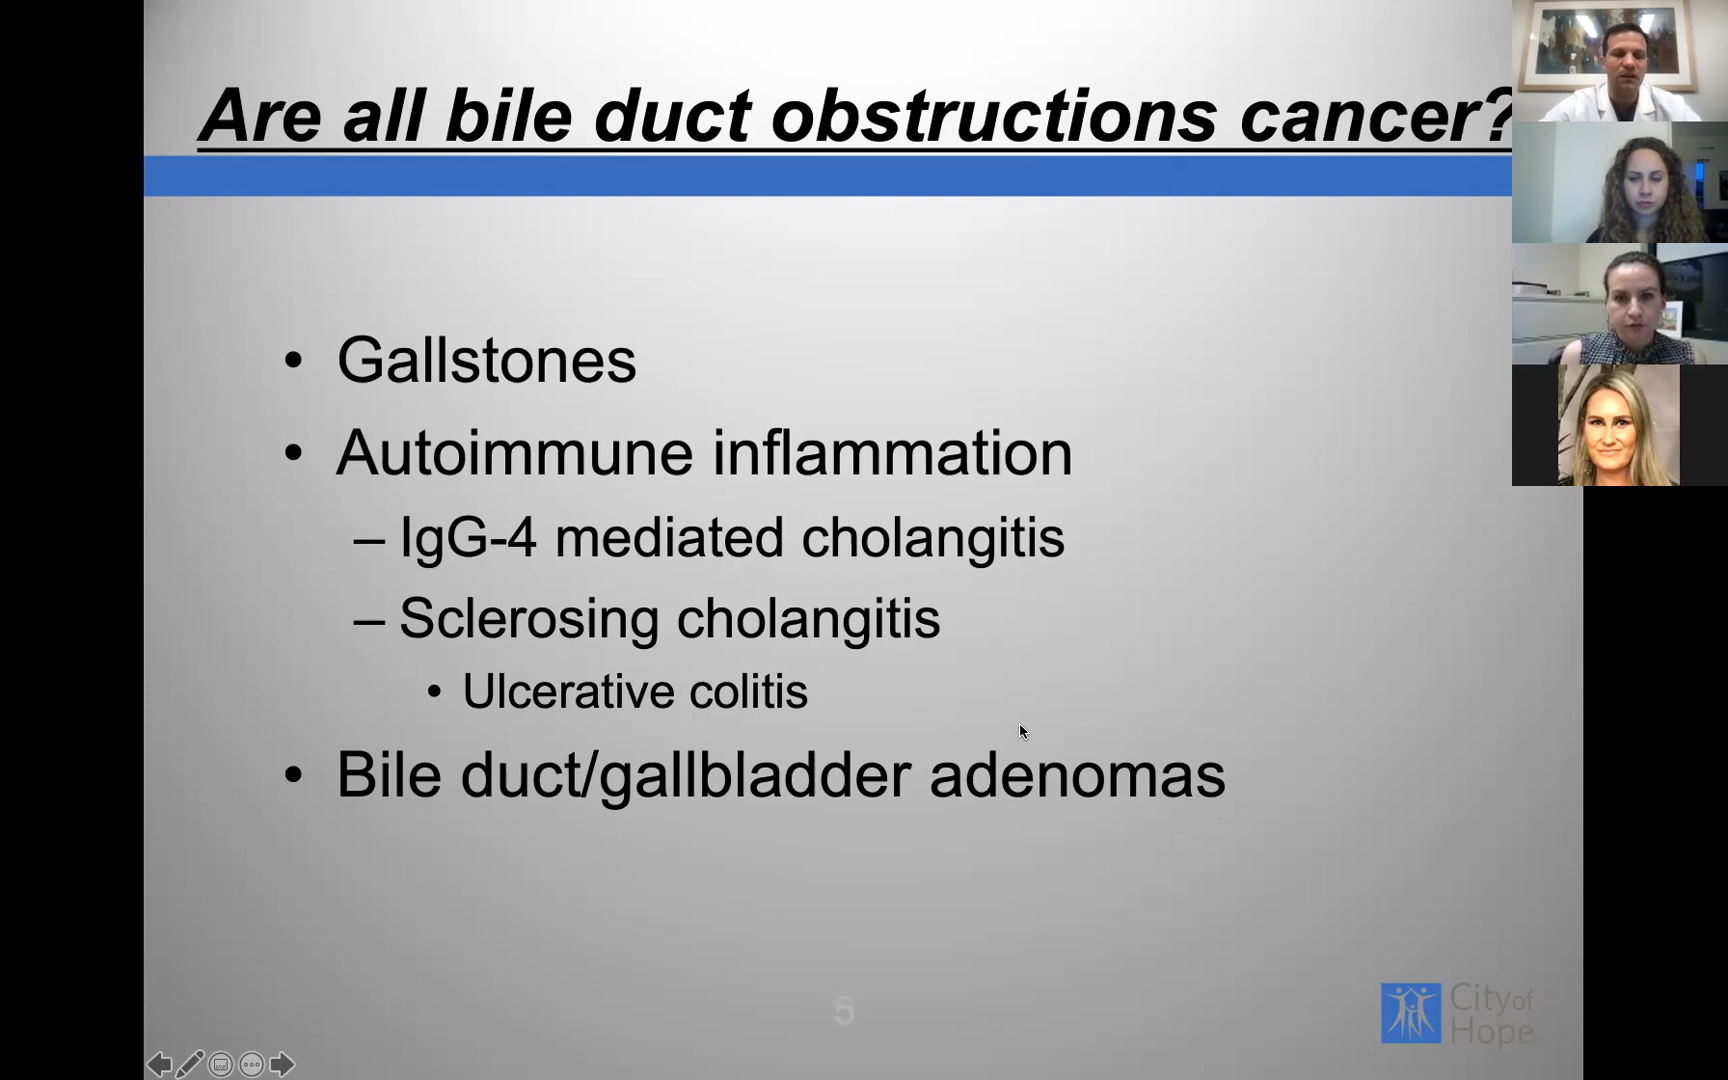 Are all bile duct obstructions cancer?
• Gallstones
• Autoimmune inflammation
– IgG-4 mediated cholangitis
– Sclerosing cholangitis
• Ulcerative colitis
• Bile duct/gallbladder adenomas
5
City of
Hope